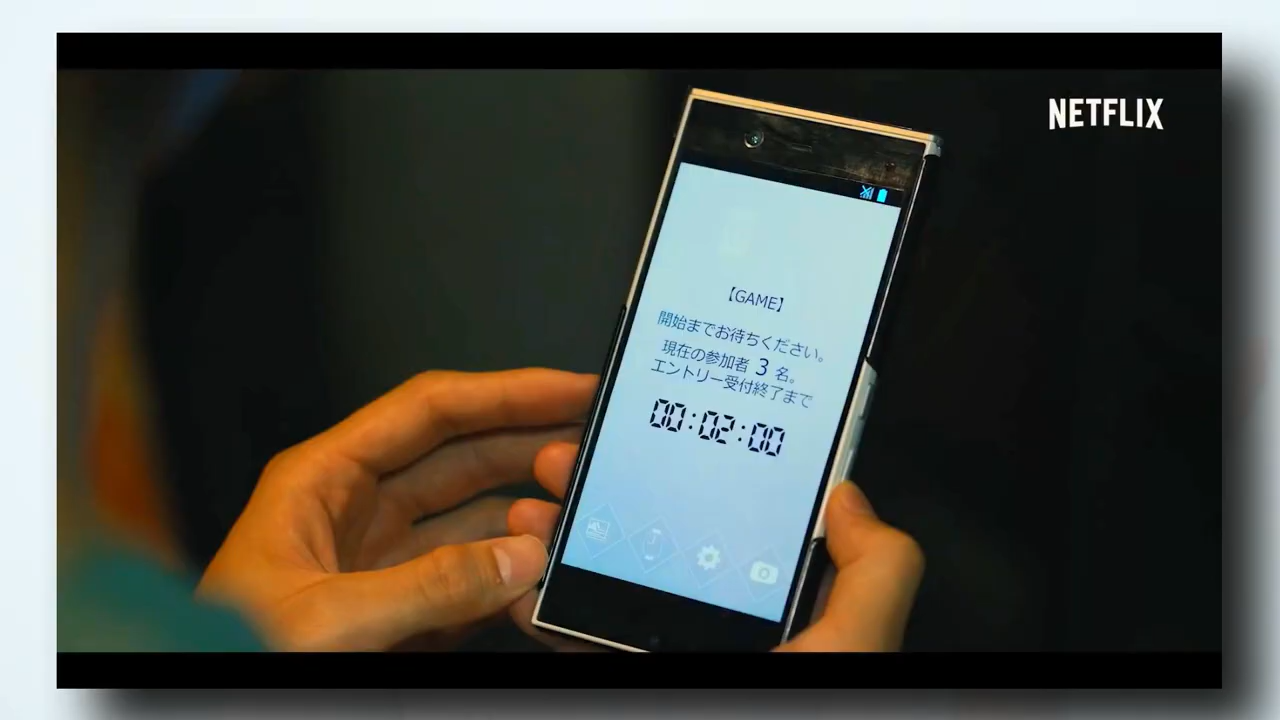 NETFLIX
【GAME】
開始までお待ちください。
現在の参加者 3 名。
エントリー受付終了まで
00:02:00